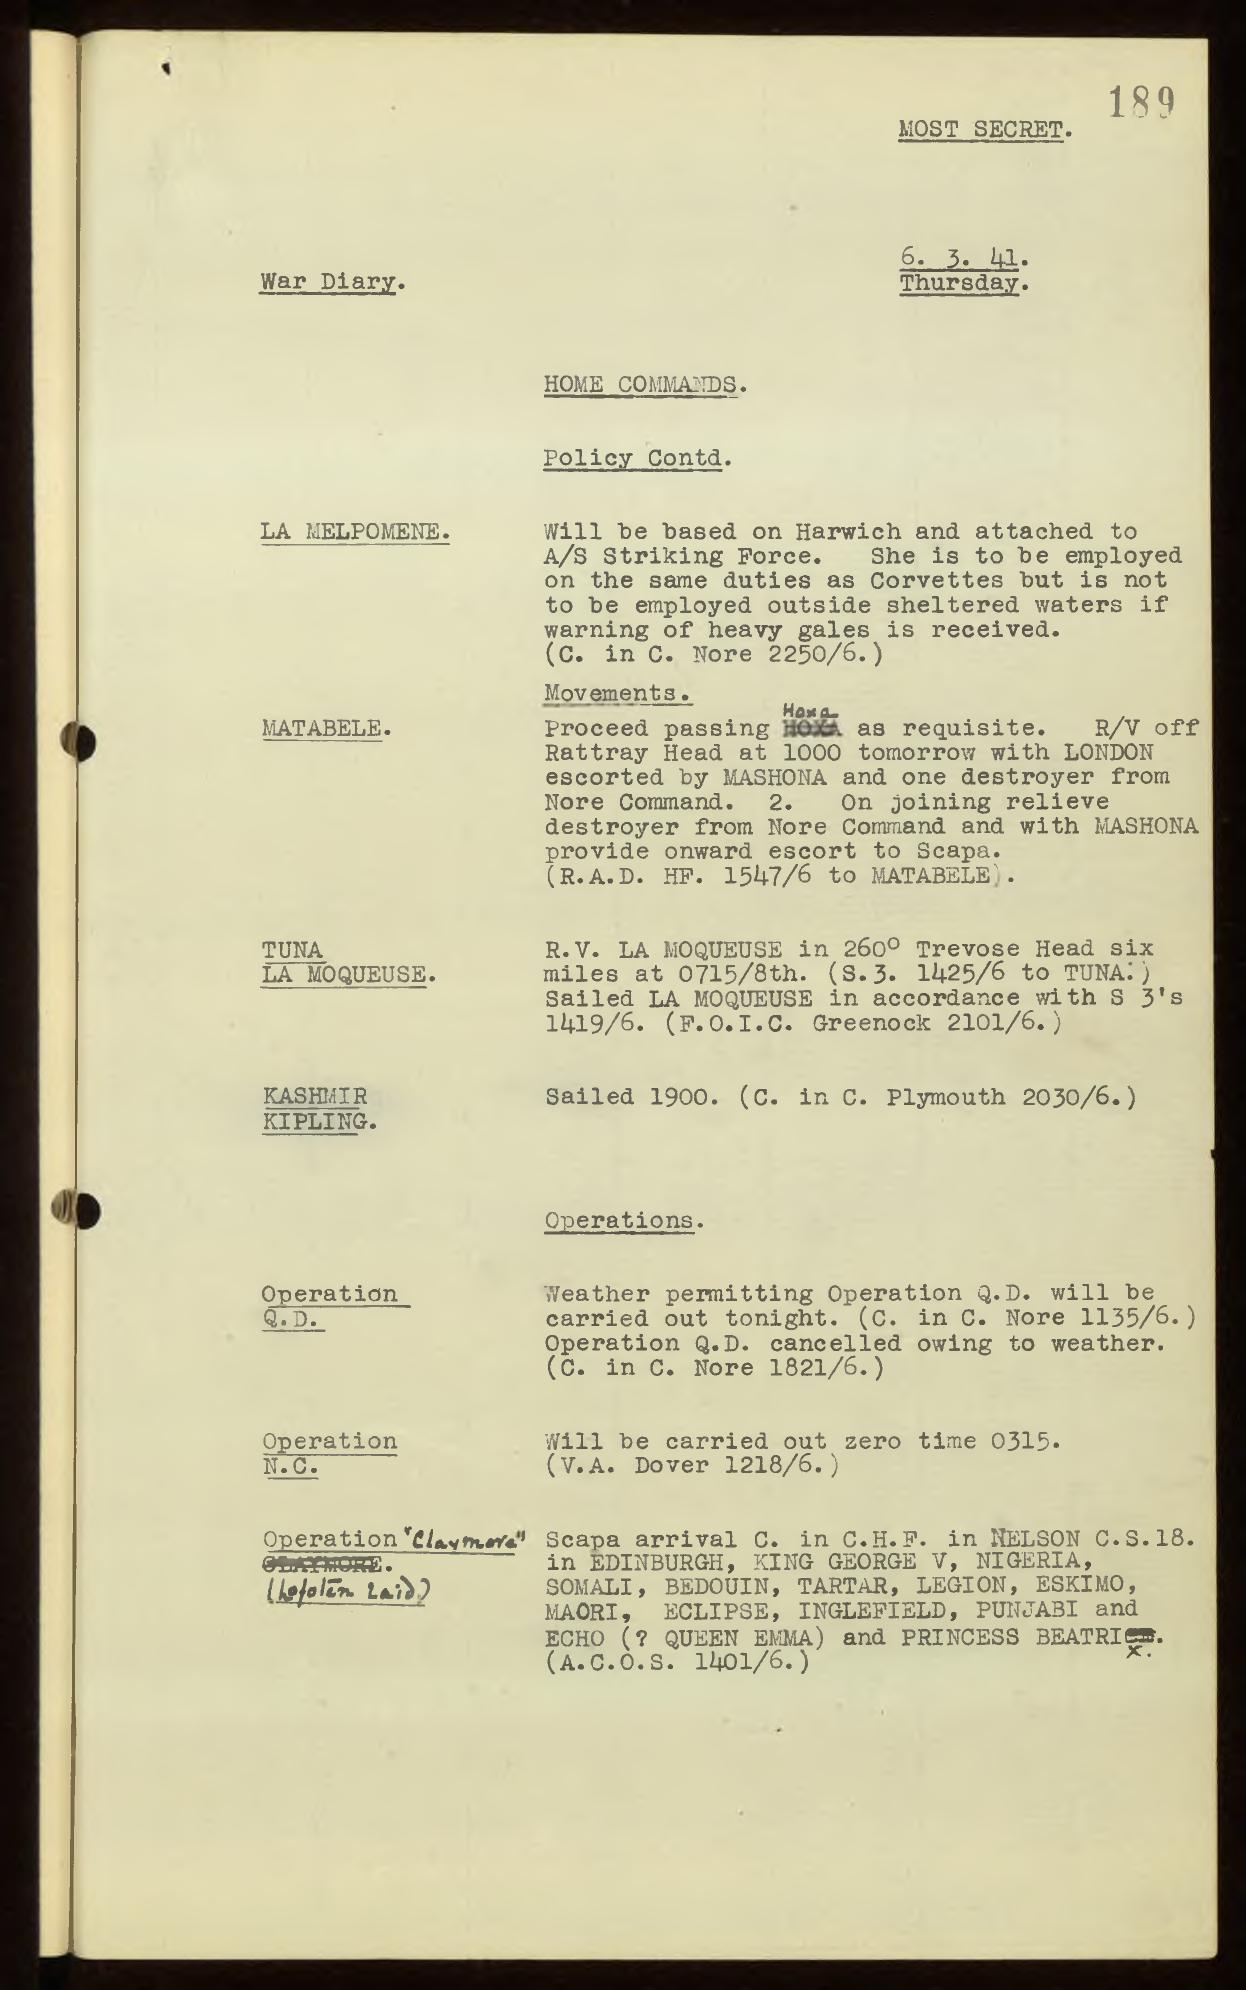 189
MOST SECRET.
6. 3. 41.
War Diary. Thursday.
HOME COMMANDS.
Policy Contd.
LA MELPOMENE. Will be based on Harwich and attached to
A/S Striking Force. She is to be employed
on the same duties as Corvettes but is not
to be employed outside sheltered waters if
warning of heavy gales is received.
(C. in C. Nore 2250/6.)
Movements.
Hoxa
MATABELE. Proceed passing HOXA as requisite. R/V off
Rattray Head at 1000 tomorrow with LONDON
escorted by MASHONA and one destroyer from
Nore Command. 2. On joining relieve
destroyer from Nore Command and with MASHONA
provide onward escort to Scapa.
(R.A.D. HF. 1547/6 to MATABELE).
TUNA R.V. LA MOQUEUSE in 260° Trevose Head six
LA MOQUEUSE. miles at 0715/8th. (S.3. 1425/6 to TUNA.)
Sailed LA MOQUEUSE in accordance with S 3's
1419/6. (F.O.I.C. Greenock 2101/6.)
KASHMIR Sailed 1900. (C. in C. Plymouth 2030/6.)
KIPLING.
Operations.
Operation Weather permitting Operation Q.D. will be
Q.D. carried out tonight. (C. in C. Nore 1135/6.)
Operation Q.D. cancelled owing to weather.
(C. in C. Nore 1821/6.)
Operation Will be carried out zero time 0315.
N.C. (V.A. Dover 1218/6.)
Operation "Claymore" Scapa arrival C. in C.H.F. in NELSON C.S.18.
CLAYMORE. in EDINBURGH, KING GEORGE V, NIGERIA,
(Lofoten Raid) SOMALI, BEDOUIN, TARTAR, LEGION, ESKIMO,
MAORI, ECLIPSE, INGLEFIELD, PUNJABI and
ECHO (? QUEEN EMMA) and PRINCESS BEATRI.
x.
(A.C.O.S. 1401/6.)